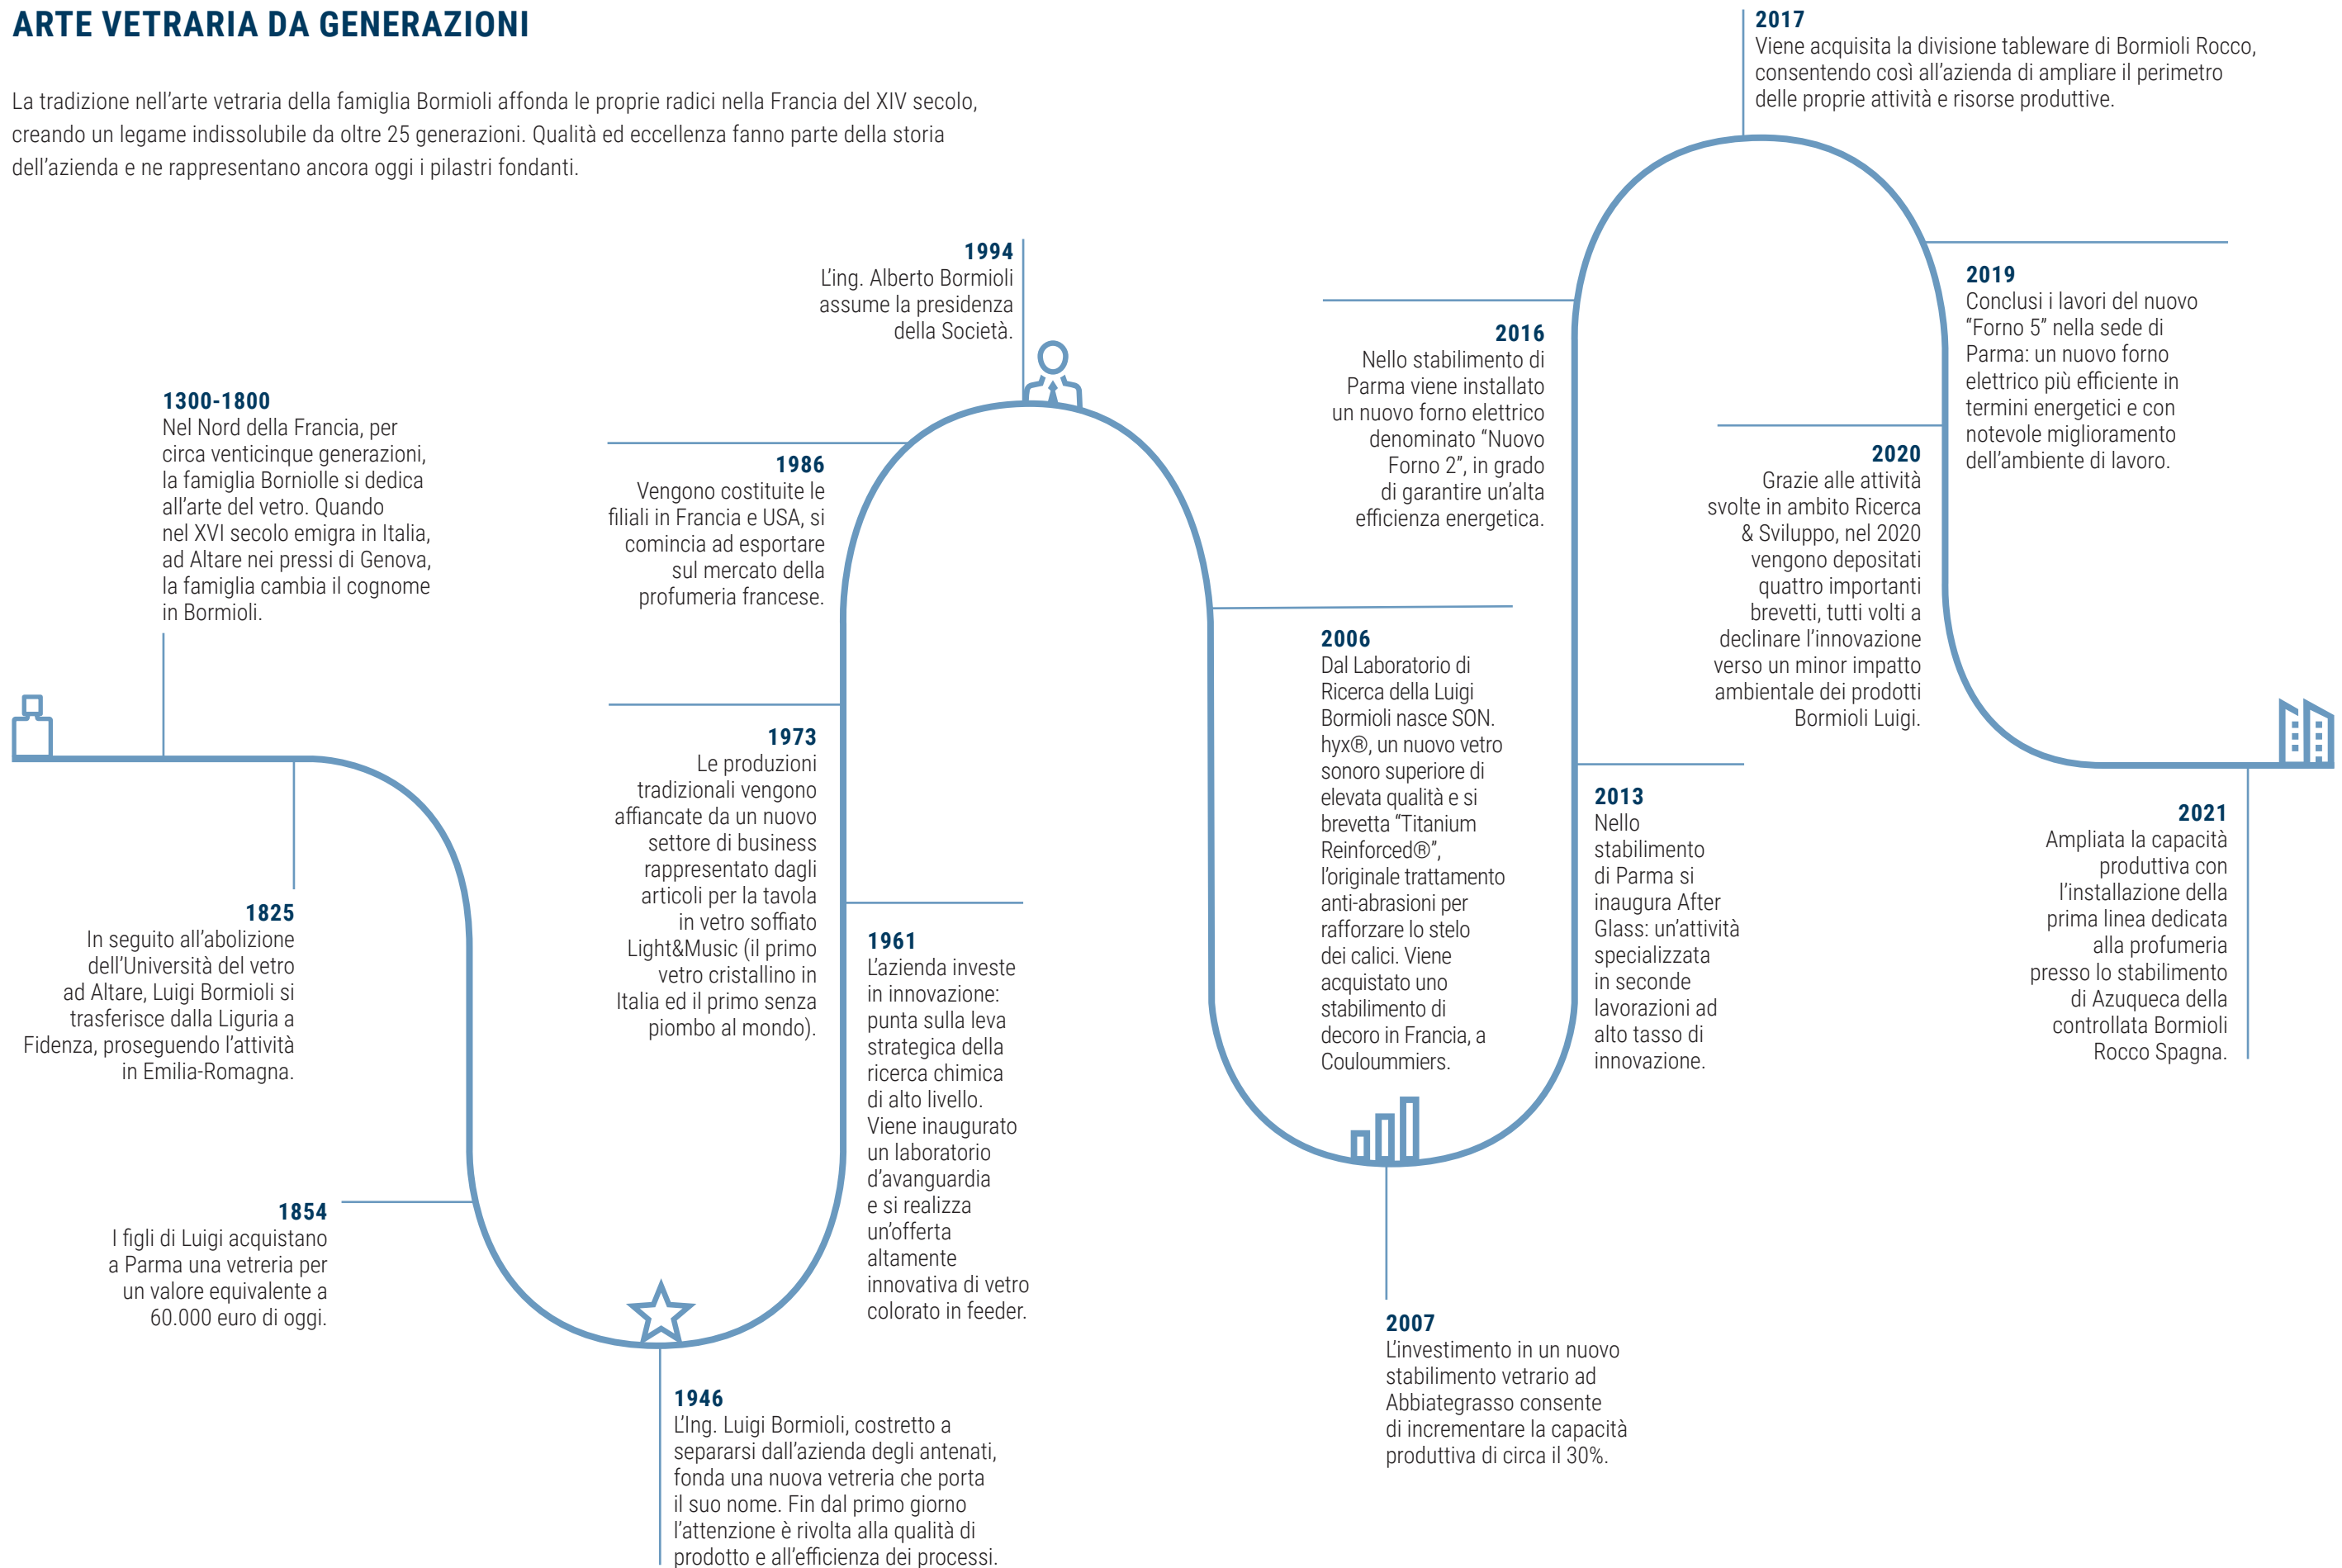 ARTE VETRARIA DA GENERAZIONI
La tradizione nell’arte vetraria della famiglia Bormioli affonda le proprie radici nella Francia del XIV secolo,
creando un legame indissolubile da oltre 25 generazioni. Qualità ed eccellenza fanno parte della storia
dell’azienda e ne rappresentano ancora oggi i pilastri fondanti.
1300-1800
Nel Nord della Francia, per
circa venticinque generazioni,
la famiglia Borniolle si dedica
all’arte del vetro. Quando
nel XVI secolo emigra in Italia,
ad Altare nei pressi di Genova,
la famiglia cambia il cognome
in Bormioli.
1825
In seguito all’abolizione
dell’Università del vetro
ad Altare, Luigi Bormioli si
trasferisce dalla Liguria a
Fidenza, proseguendo l’attività
in Emilia-Romagna.
1854
I figli di Luigi acquistano
a Parma una vetreria per
un valore equivalente a
60.000 euro di oggi.
1946
L’Ing. Luigi Bormioli, costretto a
separarsi dall’azienda degli antenati,
fonda una nuova vetreria che porta
il suo nome. Fin dal primo giorno
l’attenzione è rivolta alla qualità di
prodotto e all’efficienza dei processi.
1961
L’azienda investe
in innovazione:
punta sulla leva
strategica della
ricerca chimica
di alto livello.
Viene inaugurato
un laboratorio
d’avanguardia
e si realizza
un’offerta
altamente
innovativa di vetro
colorato in feeder.
1973
Le produzioni
tradizionali vengono
affiancate da un nuovo
settore di business
rappresentato dagli
articoli per la tavola
in vetro soffiato
Light&Music (il primo
vetro cristallino in
Italia ed il primo senza
piombo al mondo).
1986
Vengono costituite le
filiali in Francia e USA, si
comincia ad esportare
sul mercato della
profumeria francese.
1994
L’ing. Alberto Bormioli
assume la presidenza
della Società.
2006
Dal Laboratorio di
Ricerca della Luigi
Bormioli nasce SON.
hyx®, un nuovo vetro
sonoro superiore di
elevata qualità e si
brevetta “Titanium
Reinforced®”,
l’originale trattamento
anti-abrasioni per
rafforzare lo stelo
dei calici. Viene
acquistato uno
stabilimento di
decoro in Francia, a
Couloummiers.
2007
L’investimento in un nuovo
stabilimento vetrario ad
Abbiategrasso consente
di incrementare la capacità
produttiva di circa il 30%.
2013
Nello
stabilimento
di Parma si
inaugura After
Glass: un’attività
specializzata
in seconde
lavorazioni ad
alto tasso di
innovazione.
2016
Nello stabilimento di
Parma viene installato
un nuovo forno elettrico
denominato “Nuovo
Forno 2”, in grado
di garantire un’alta
efficienza energetica.
2017
Viene acquisita la divisione tableware di Bormioli Rocco,
consentendo così all’azienda di ampliare il perimetro
delle proprie attività e risorse produttive.
2019
Conclusi i lavori del nuovo
“Forno 5” nella sede di
Parma: un nuovo forno
elettrico più efficiente in
termini energetici e con
notevole miglioramento
dell’ambiente di lavoro.
2020
Grazie alle attività
svolte in ambito Ricerca
& Sviluppo, nel 2020
vengono depositati
quattro importanti
brevetti, tutti volti a
declinare l’innovazione
verso un minor impatto
ambientale dei prodotti
Bormioli Luigi.
2021
Ampliata la capacità
produttiva con
l’installazione della
prima linea dedicata
alla profumeria
presso lo stabilimento
di Azuqueca della
controllata Bormioli
Rocco Spagna.